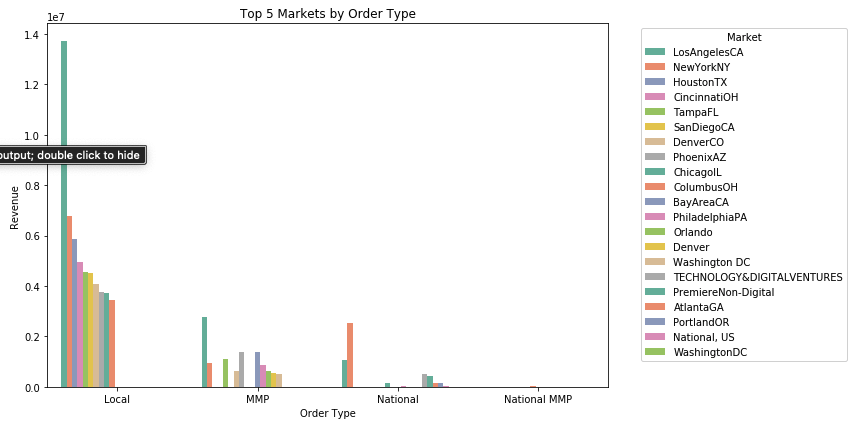 Top 5 Markets by Order Type
1e7
1.4
1.2
1.0
0.8
0.6
0.4
0.2
0.0
output; double click to hide
Revenue
Local
MMP
National
National MMP
Order Type
Market
LosAngelesCA
NewYorkNY
HoustonTX
CincinnatiOH
TampaFL
SanDiegoCA
DenverCO
PhoenixAZ
ChicagoIL
ColumbusOH
BayAreaCA
PhiladelphiaPA
Orlando
Denver
Washington DC
TECHNOLOGY&DIGITALVENTURES
PremiereNon-Digital
AtlantaGA
PortlandOR
National, US
WashingtonDC